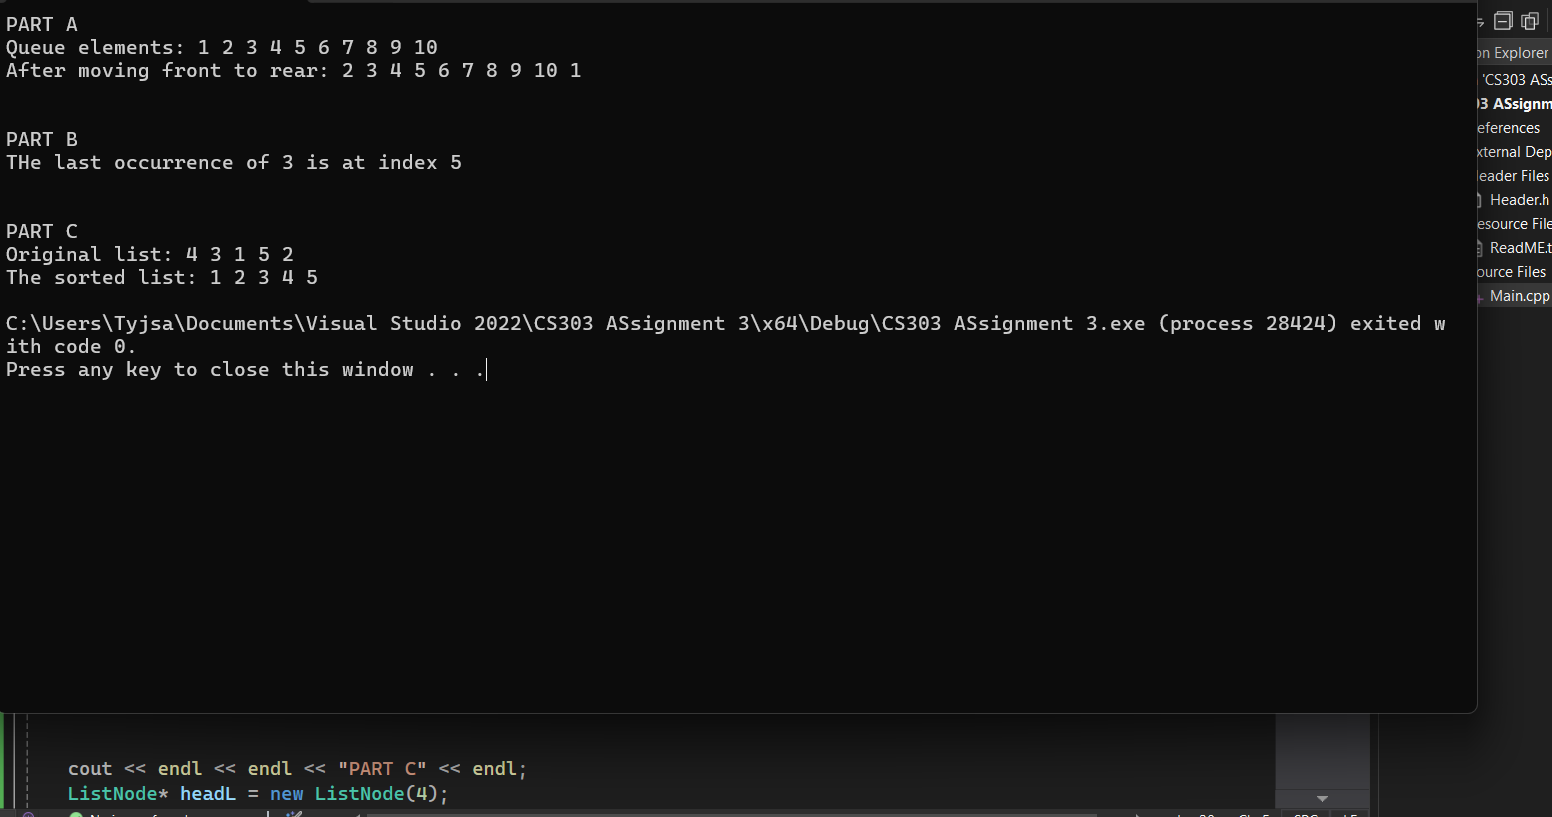 PART A
Queue elements: 1 2 3 4 5 6 7 8 9 10
After moving front to rear: 2 3 4 5 6 7 8 9 10 1
PART B
THe last occurrence of 3 is at index 5
PART C
Original list: 4 3 1 5 2
The sorted list: 1 2 3 4 5
C:\Users\Tyjsa\Documents\Visual Studio 2022\CS303 ASsignment 3\x64\Debug\CS303 ASsignment 3.exe (process 28424) exited w
ith code 0.
Press any key to close this window . . .
on Explorer
'CS303 ASs
03 ASsignm
eferences
xternal Dep
eader Files
Header.h
esource File
ReadME.t
ource Files
Main.cpp
cout << endl << endl << "PART C" << endl;
ListNode* headL = new ListNode(4);